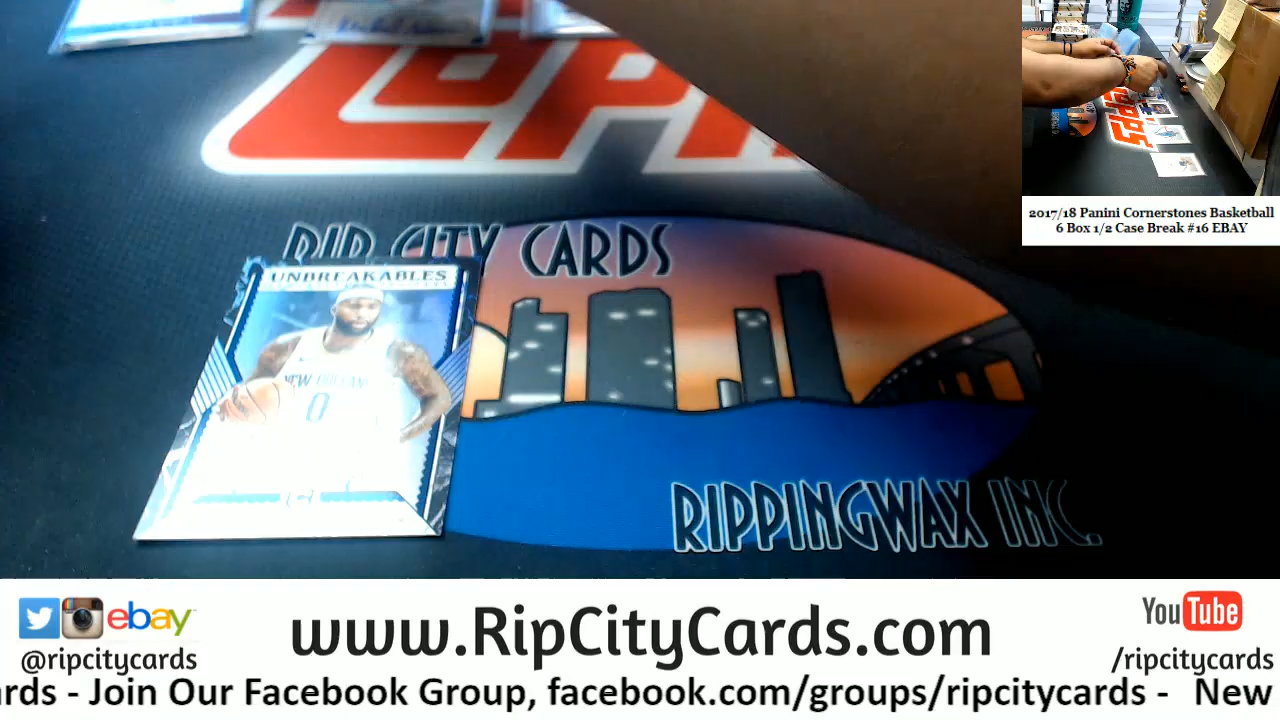 TOPPS
RIP CITY CARDS
UNBREAKABLES
NEW ORLEANS
0
RIPPINGWAX INC.
2017/18 Panini Cornerstones Basketball
6 Box 1/2 Case Break #16 EBAY
ebay
@ripcitycards
www.RipCityCards.com
YouTube
/ripcitycards
rds - Join Our Facebook Group, facebook.com/groups/ripcitycards - New